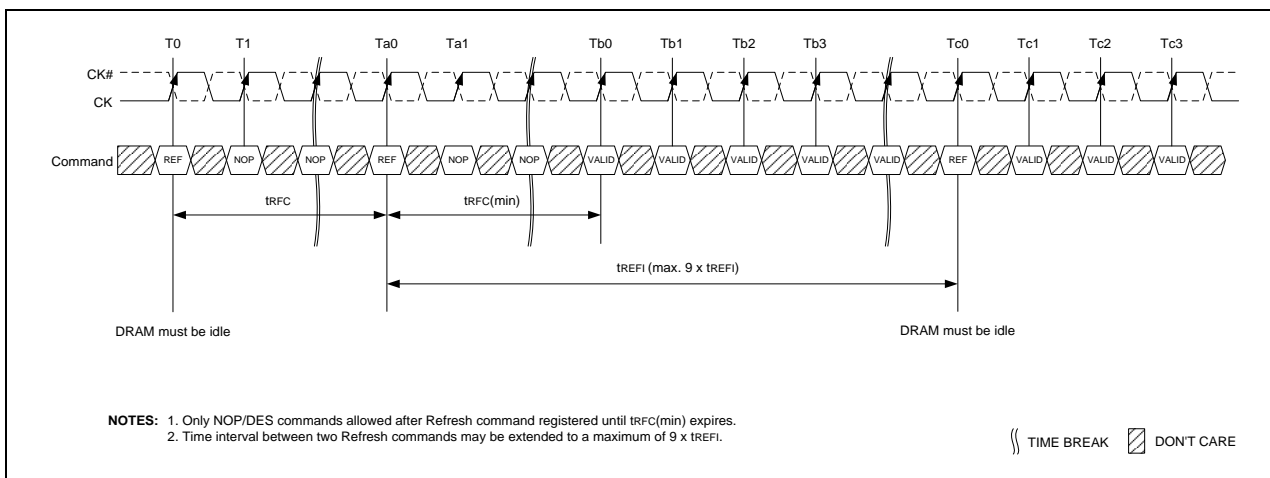 T0 T1 Ta0 Ta1 Tb0 Tb1 Tb2 Tb3 Tc0 Tc1 Tc2 Tc3
CK#
CK
Command REF NOP NOP REF NOP NOP VALID VALID VALID VALID VALID REF VALID VALID VALID
tRFC tRFC(min)
tREFI (max. 9 x tREFI)
DRAM must be idle DRAM must be idle
NOTES: 1. Only NOP/DES commands allowed after Refresh command registered until tRFC(min) expires.
2. Time interval between two Refresh commands may be extended to a maximum of 9 x tREFI.
TIME BREAK DON'T CARE